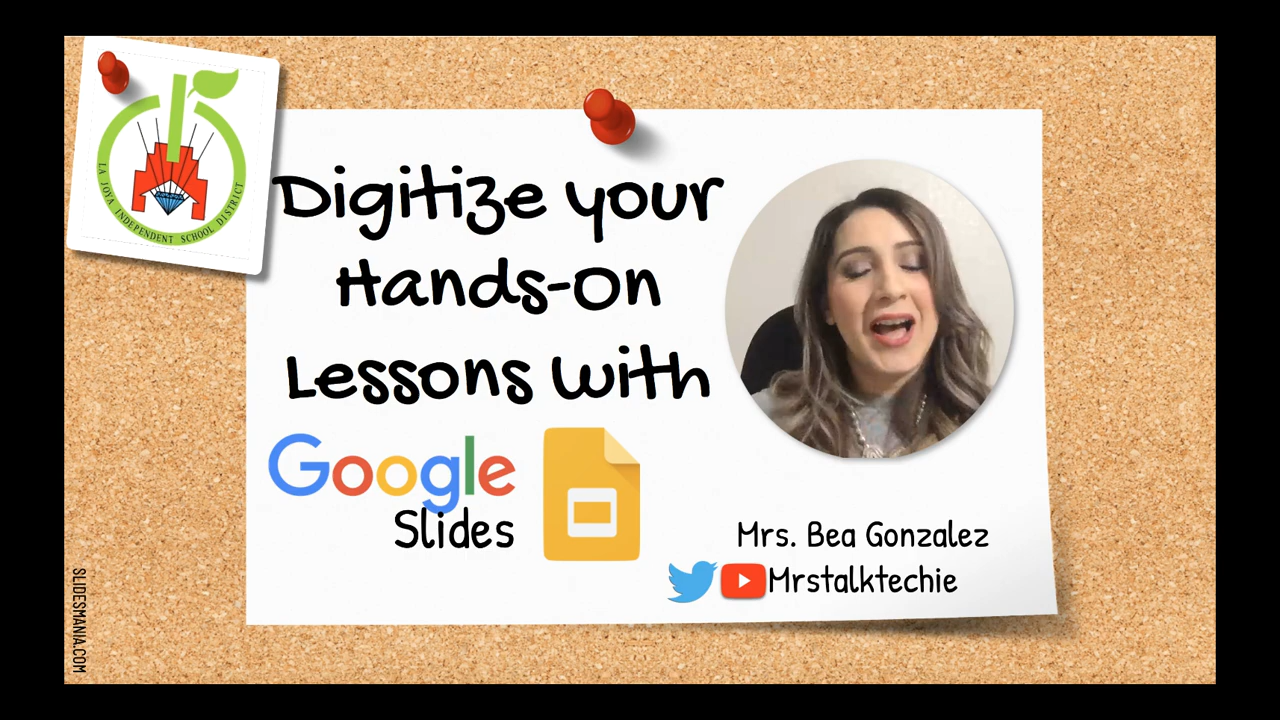 LA JOYA INDEPENDENT SCHOOL DISTRICT
Digitize your
Hands-On
Lessons with
Google
Slides
Mrs. Bea Gonzalez
Mrstalktechie
SLIDESMANIA.COM